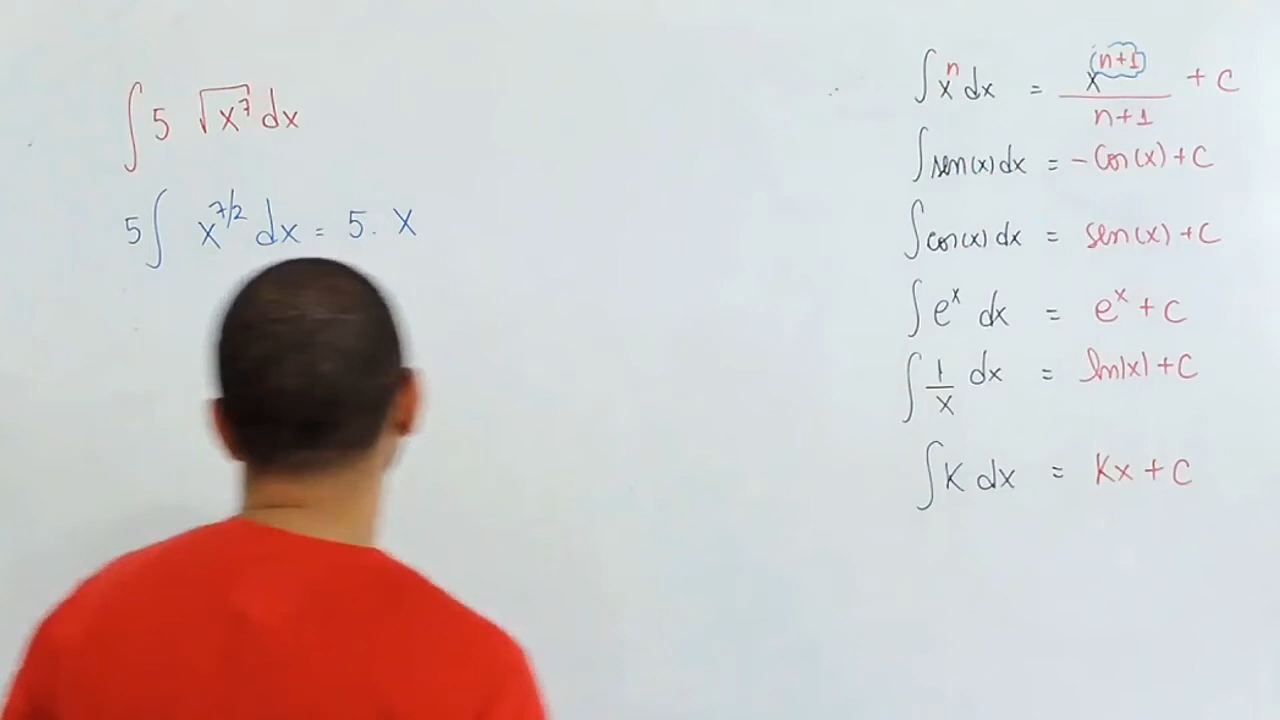 ∫ 5 √x⁷ dx
5 ∫ x^{7/2} dx = 5 . x
∫ xⁿ dx = x^{(n+1)} / n+1 + C
∫ sen(x) dx = - Cos(x) + C
∫ cos(x) dx = sen(x) + C
∫ eˣ dx = eˣ + C
∫ 1/x dx = ln|x| + C
∫ K dx = Kx + C